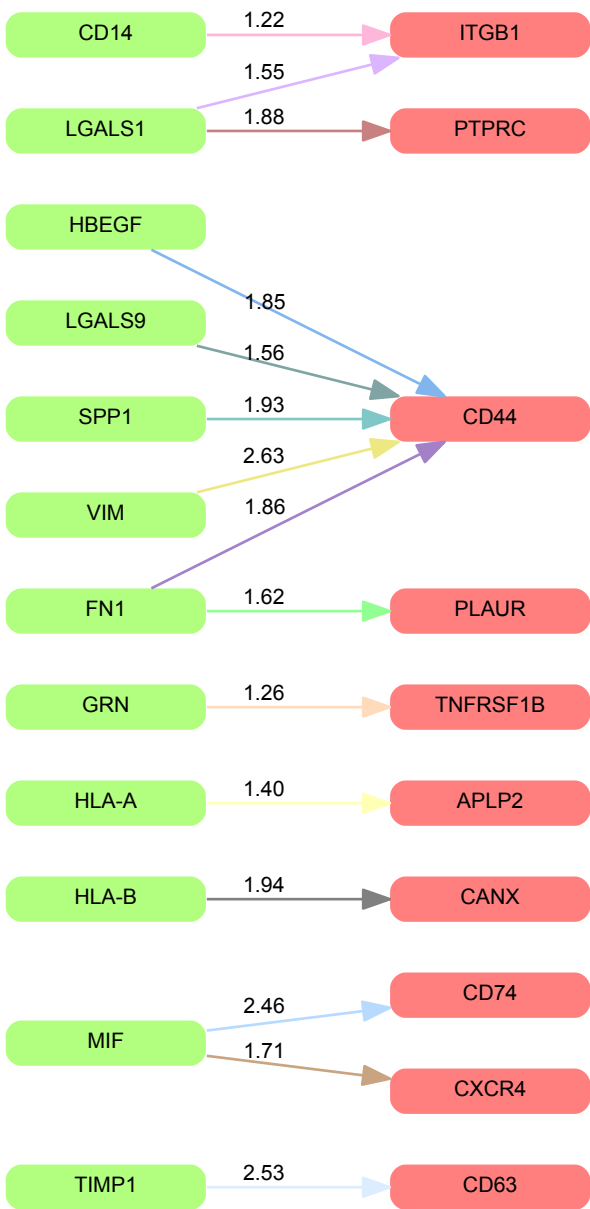 CD14 1.22 ITGB1
1.55
LGALS1 1.88 PTPRC
HBEGF
1.85
LGALS9
1.56
SPP1 1.93 CD44
2.63
VIM 1.86
FN1 1.62 PLAUR
GRN 1.26 TNFRSF1B
HLA-A 1.40 APLP2
HLA-B 1.94 CANX
CD74
2.46
MIF
1.71
CXCR4
TIMP1 2.53 CD63